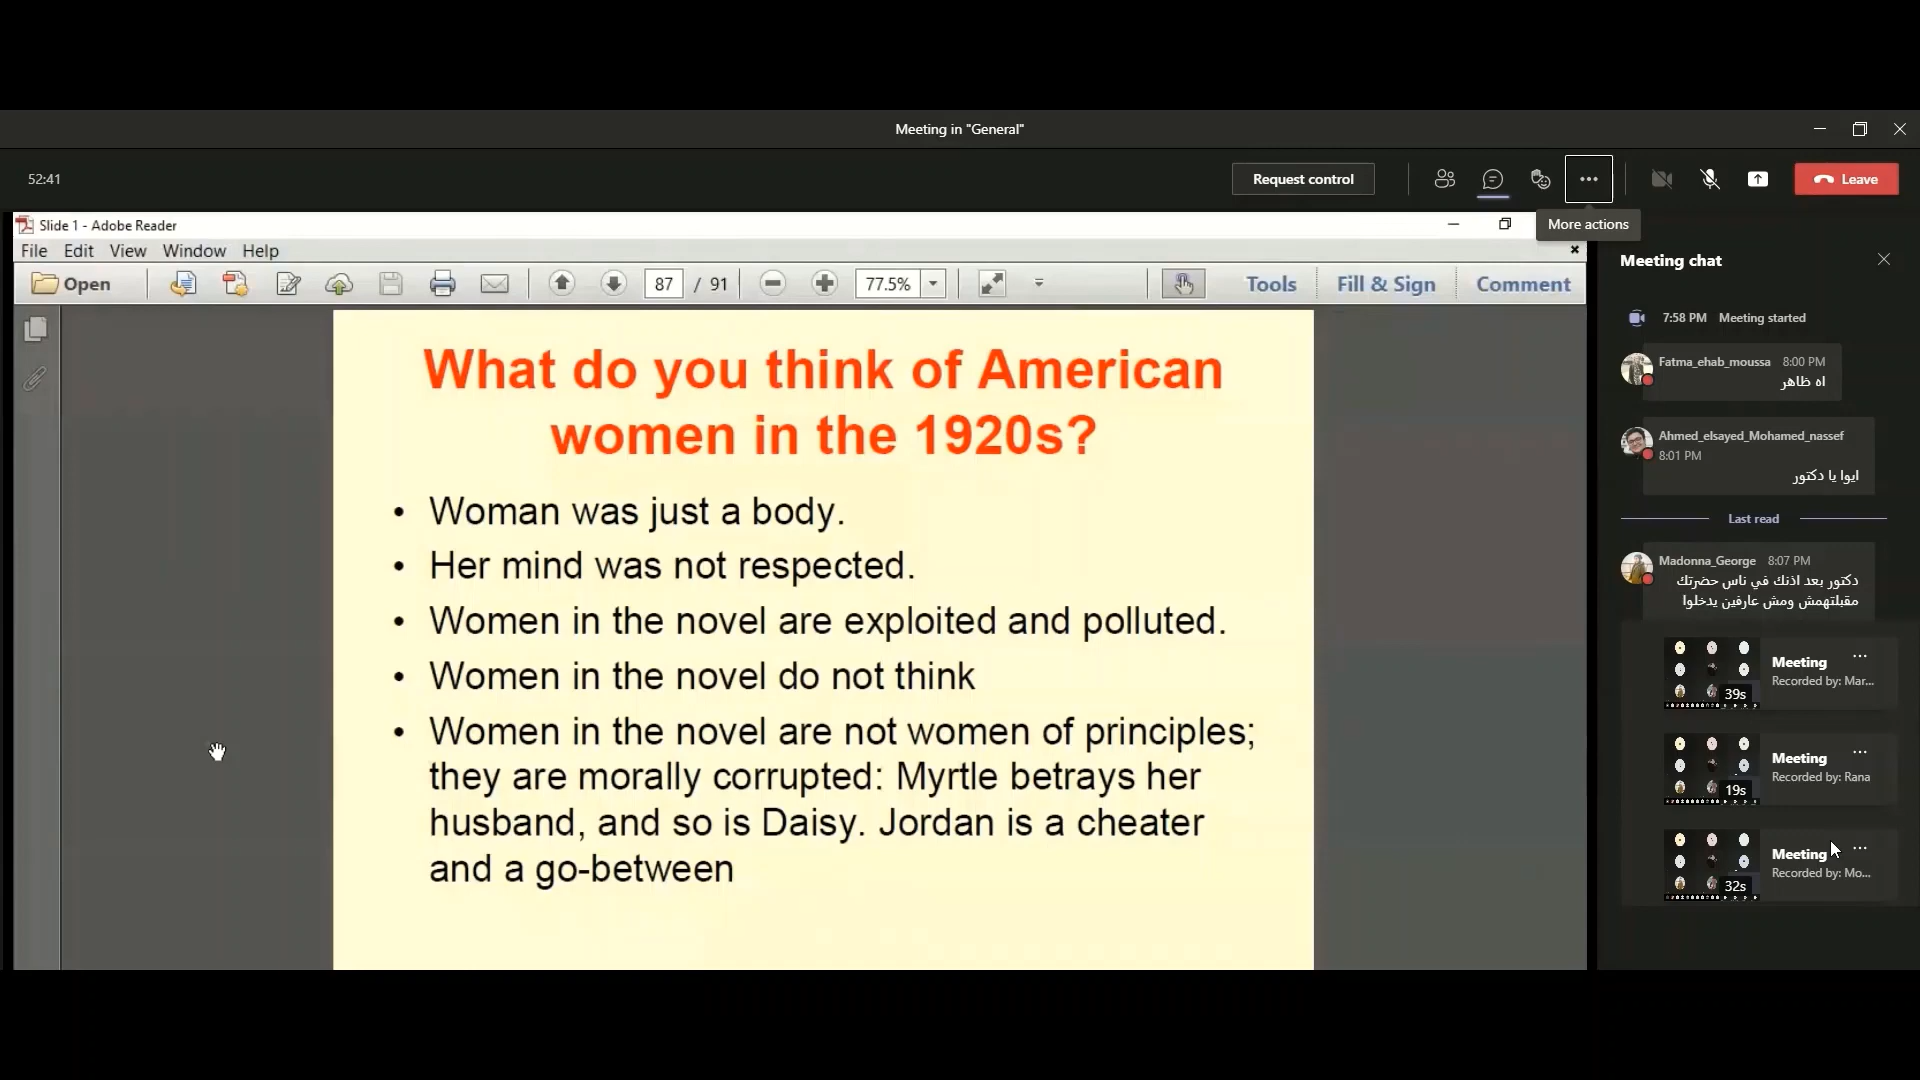 Meeting in "General"
52:41
Request control
Leave
More actions
Slide 1 - Adobe Reader
File Edit View Window Help
Open
87 / 91
77.5%
Tools
Fill & Sign
Comment
What do you think of American
women in the 1920s?
• Woman was just a body.
• Her mind was not respected.
• Women in the novel are exploited and polluted.
• Women in the novel do not think
• Women in the novel are not women of principles;
they are morally corrupted: Myrtle betrays her
husband, and so is Daisy. Jordan is a cheater
and a go-between
Meeting chat
7:58 PM Meeting started
Fatma_ehab_moussa 8:00 PM
اه ظاهر
Ahmed_elsayed_Mohamed_nassef
8:01 PM
ايوا يا دكتور
Last read
Madonna_George 8:07 PM
دكتور بعد اذنك في ناس حضرتك
مقبلتهمش ومش عارفين يدخلوا
Meeting
Recorded by: Mar...
39s
Meeting
Recorded by: Rana
19s
Meeting
Recorded by: Mo...
32s